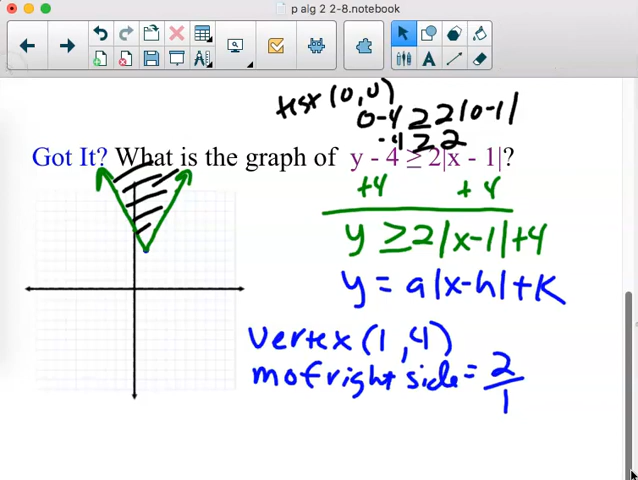 p alg 2 2-8.notebook
test (0,0)
0-4 ≥ 2|0-1|
-4 ≥ 2
Got It? What is the graph of y - 4 ≥ 2|x - 1|?
+4 +4
y ≥ 2|x-1|+4
y = a|x-h|+k
vertex (1,4)
m of right side = 2/1